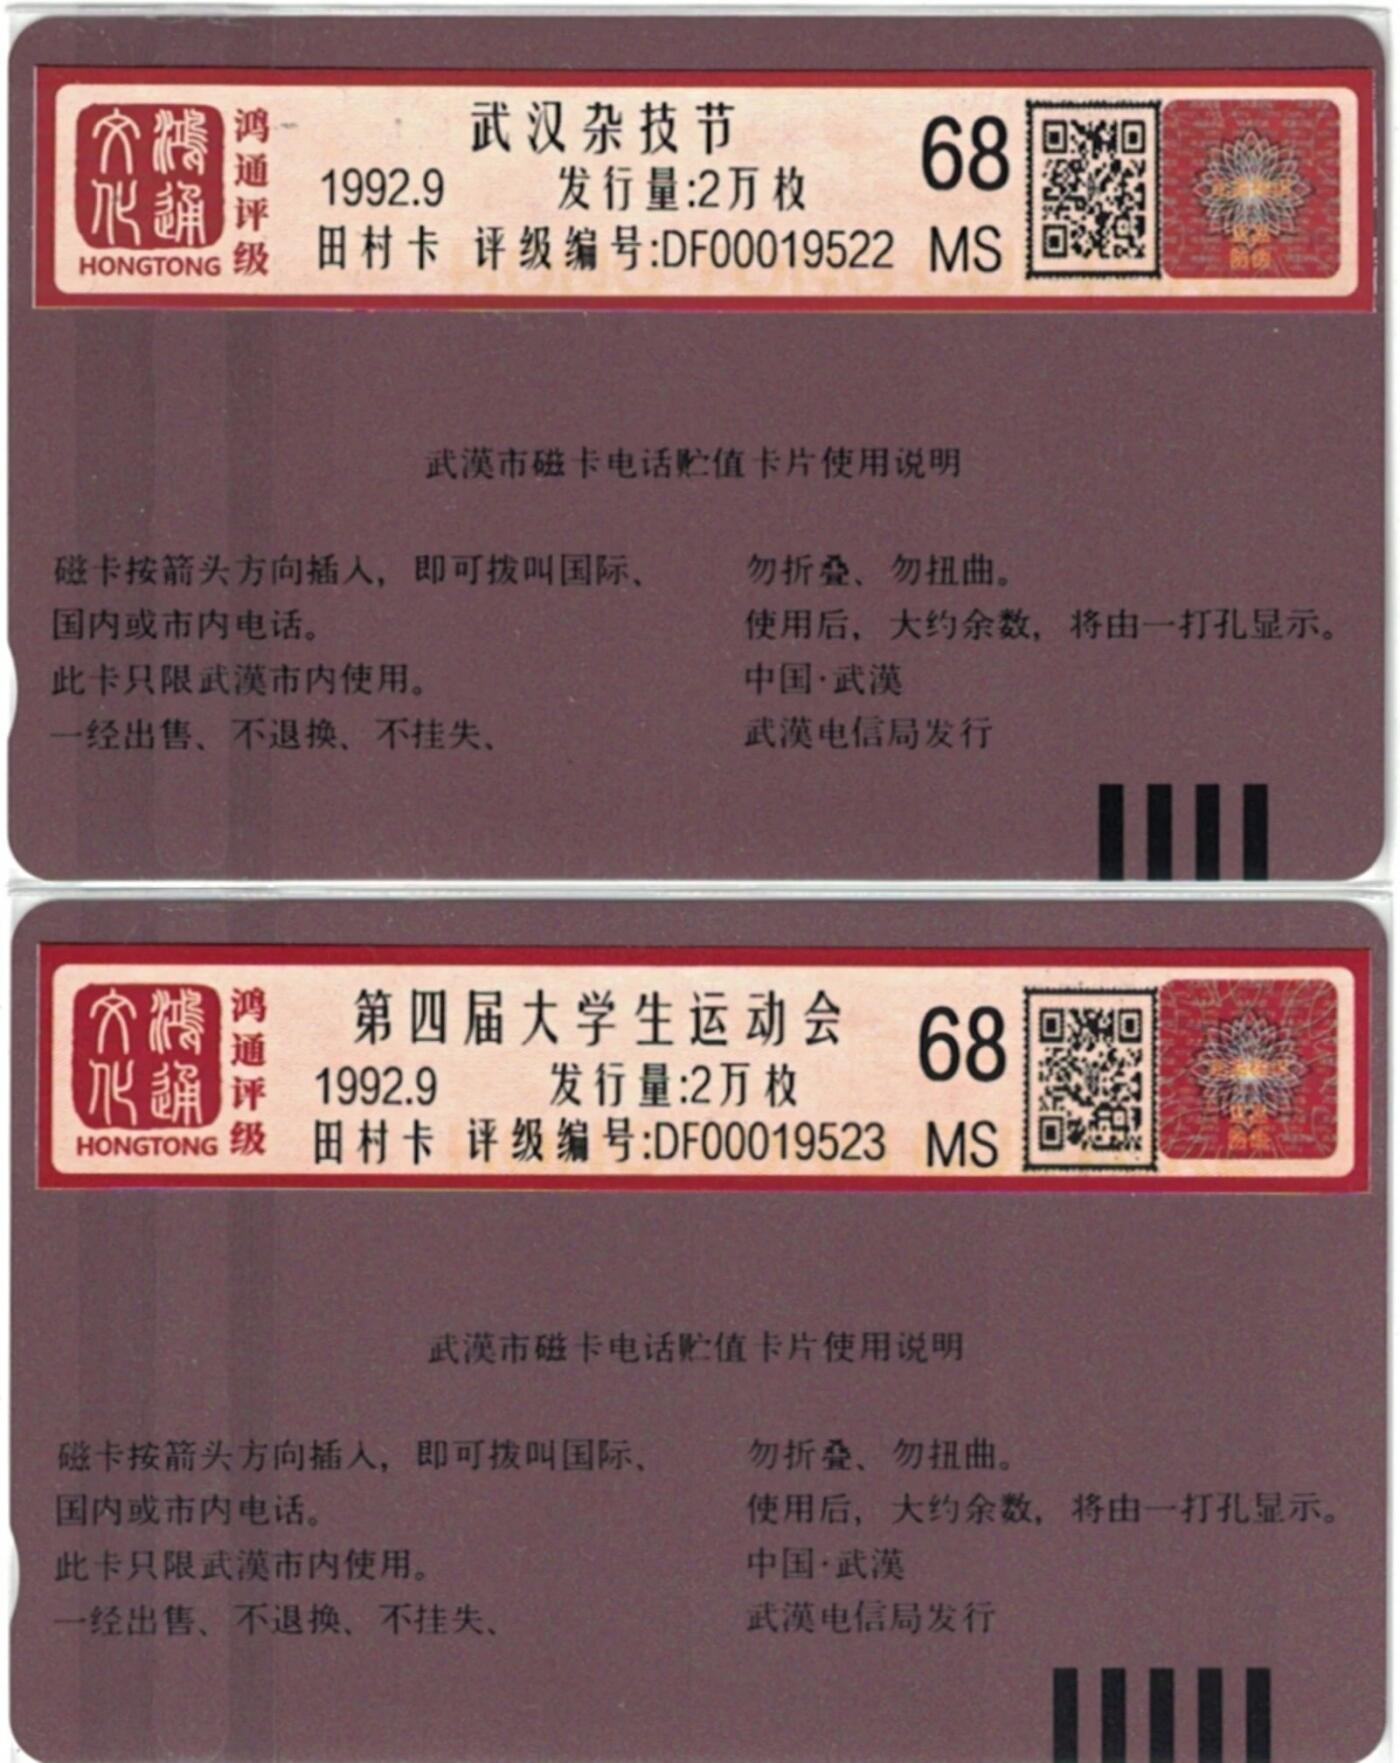 鸿通
文化
HONGTONG
鸿通评级
武汉杂技节
1992.9 发行量:2万枚
田村卡 评级编号:DF00019522
68
MS
武漢市磁卡电话贮值卡片使用说明
磁卡按箭头方向插入，即可拨叫国际、
国内或市内电话。
此卡只限武漢市内使用。
一经出售、不退换、不挂失、
勿折叠、勿扭曲。
使用后，大约余数，将由一打孔显示。
中国·武漢
武漢电信局发行
鸿通
文化
HONGTONG
鸿通评级
第四届大学生运动会
1992.9 发行量:2万枚
田村卡 评级编号:DF00019523
68
MS
武漢市磁卡电话贮值卡片使用说明
磁卡按箭头方向插入，即可拨叫国际、
国内或市内电话。
此卡只限武漢市内使用。
一经出售、不退换、不挂失、
勿折叠、勿扭曲。
使用后，大约余数，将由一打孔显示。
中国·武漢
武漢电信局发行